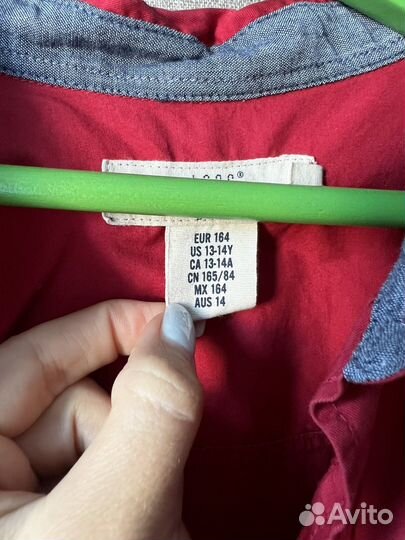 EUR 164
US 13-14Y
CA 13-14A
CN 165/84
MX 164
AUS 14
Avito